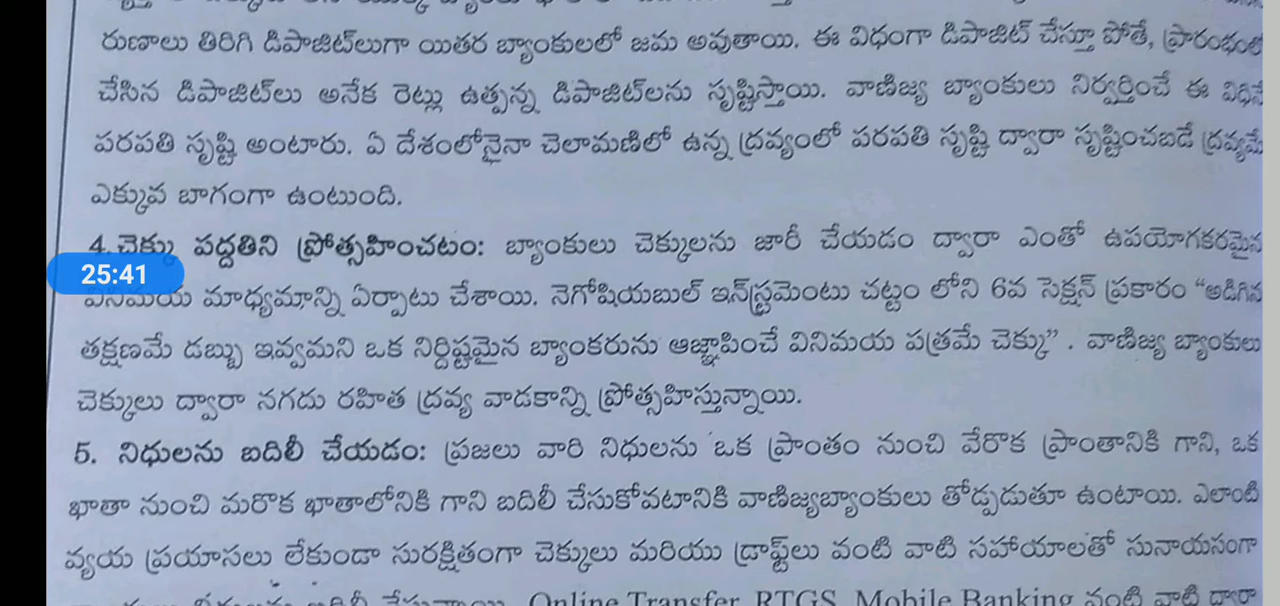 రుణాలు తిరిగి డిపాజిట్‌లుగా యితర బ్యాంకులలో జమ అవుతాయి. ఈ విధంగా డిపాజిట్ చేస్తూ పోతే, ప్రారంభంలో
చేసిన డిపాజిట్‌లు అనేక రెట్లు ఉత్పన్న డిపాజిట్‌లను సృష్టిస్తాయి. వాణిజ్య బ్యాంకులు నిర్వర్తించే ఈ విధినే
పరపతి సృష్టి అంటారు. ఏ దేశంలోనైనా చెలామణిలో ఉన్న ద్రవ్యంలో పరపతి సృష్టి ద్వారా సృష్టించబడే ద్రవ్యమే
ఎక్కువ బాగంగా ఉంటుంది.
4. చెక్కు పద్దతిని ప్రోత్సహించటం: బ్యాంకులు చెక్కులను జారీ చేయడం ద్వారా ఎంతో ఉపయోగకరమైన
25:41
వినిమయ మాధ్యమాన్ని ఏర్పాటు చేశాయి. నెగోషియబుల్ ఇన్‌స్ట్రుమెంటు చట్టం లోని 6వ సెక్షన్ ప్రకారం “అడిగిన
తక్షణమే డబ్బు ఇవ్వమని ఒక నిర్దిష్టమైన బ్యాంకరును ఆజ్ఞాపించే వినిమయ పత్రమే చెక్కు” . వాణిజ్య బ్యాంకులు
చెక్కులు ద్వారా నగదు రహిత ద్రవ్య వాడకాన్ని ప్రోత్సహిస్తున్నాయి.
5. నిధులను బదిలీ చేయడం: ప్రజలు వారి నిధులను ఒక ప్రాంతం నుంచి వేరొక ప్రాంతానికి గాని, ఒక
ఖాతా నుంచి మరొక ఖాతాలోనికి గాని బదిలీ చేసుకోవటానికి వాణిజ్యబ్యాంకులు తోడ్పడుతూ ఉంటాయి. ఎలాంటి
వ్యయ ప్రయాసలు లేకుండా సురక్షితంగా చెక్కులు మరియు డ్రాఫ్ట్‌లు వంటి వాటి సహాయాలతో సునాయసంగా
Online Transfer, RTGS, Mobile Banking వంటి వాటి ద్వారా